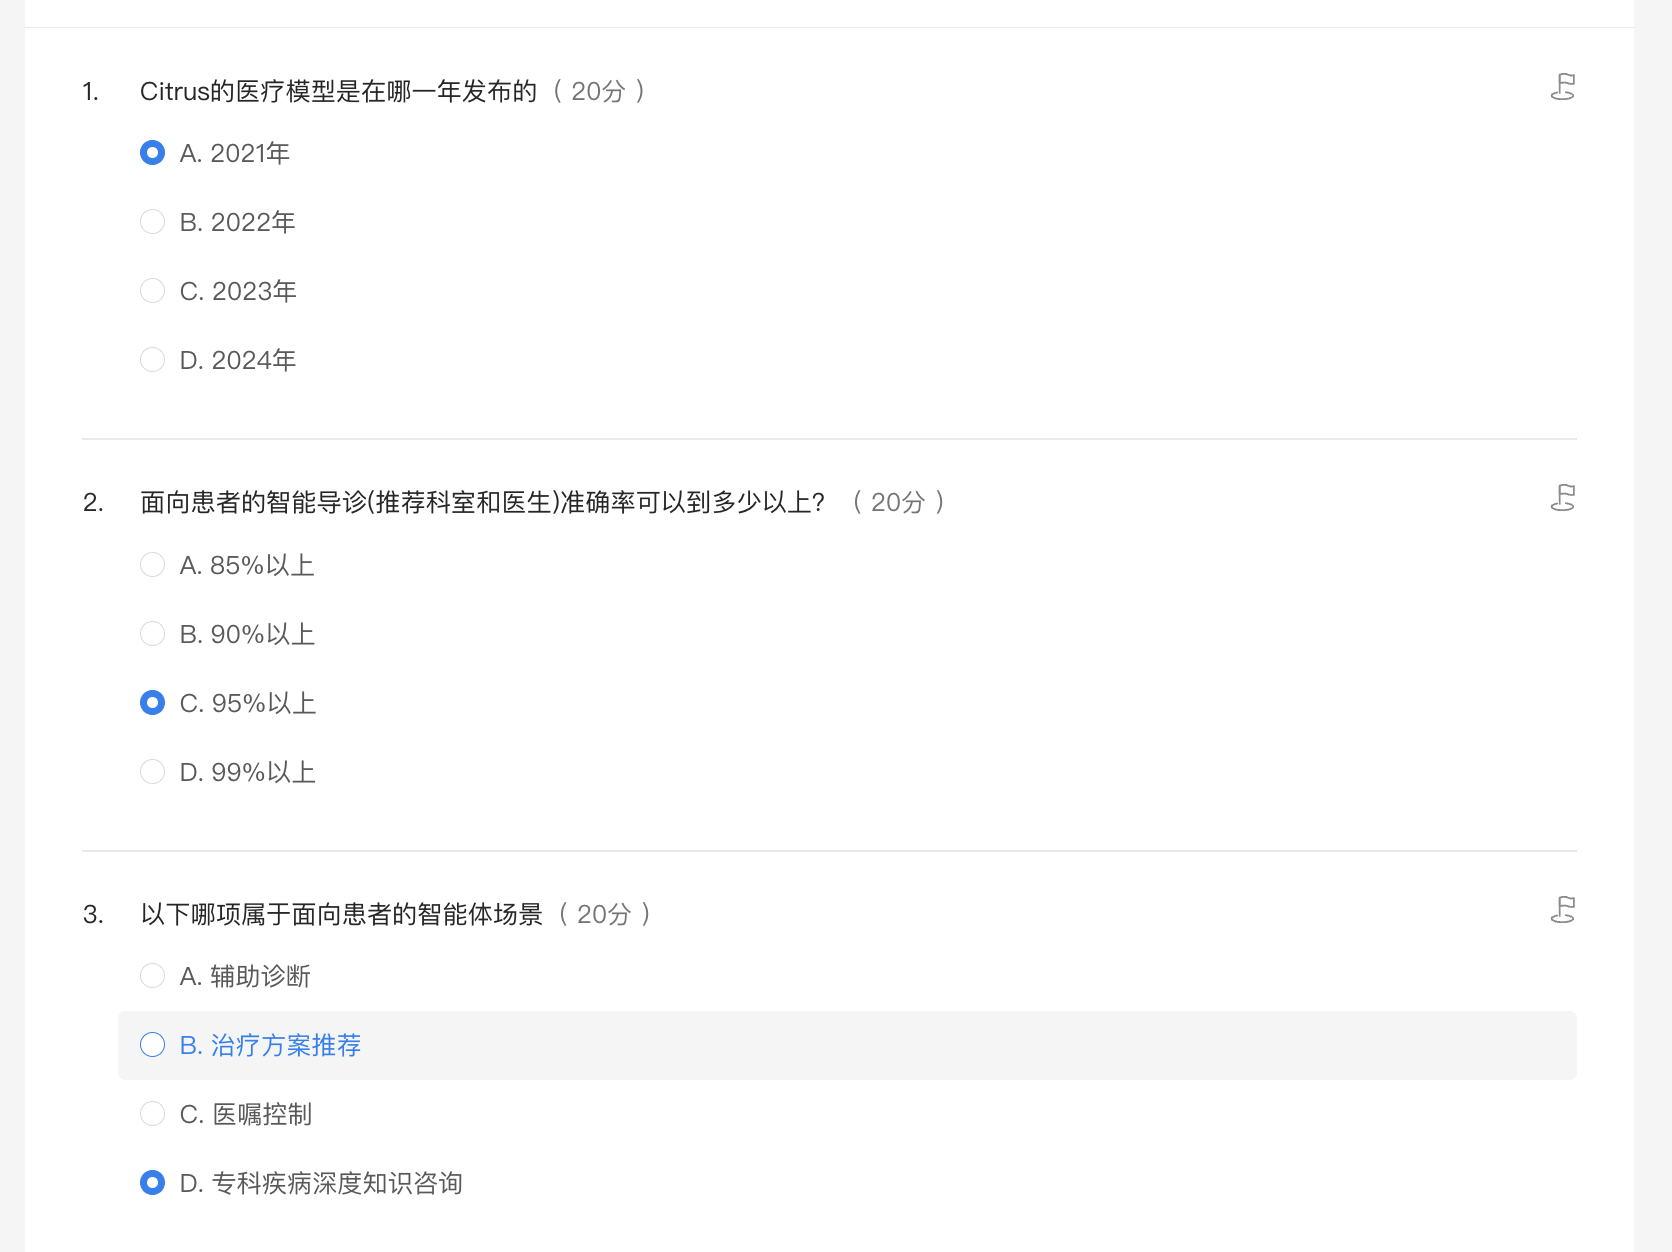 1. Citrus的医疗模型是在哪一年发布的（ 20分 ）
A. 2021年
B. 2022年
C. 2023年
D. 2024年
2. 面向患者的智能导诊(推荐科室和医生)准确率可以到多少以上? （ 20分 ）
A. 85%以上
B. 90%以上
C. 95%以上
D. 99%以上
3. 以下哪项属于面向患者的智能体场景（ 20分 ）
A. 辅助诊断
B. 治疗方案推荐
C. 医嘱控制
D. 专科疾病深度知识咨询